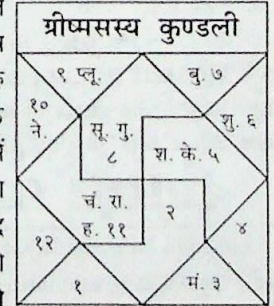 ग्रीष्मसस्य कुण्डली
९ प्लू.
बु. ७
१०
ने.
सू. गु.
८
शु. ६
श. के. ५
चं. रा.
ह. ११
२
१२
४
१
मं. ३